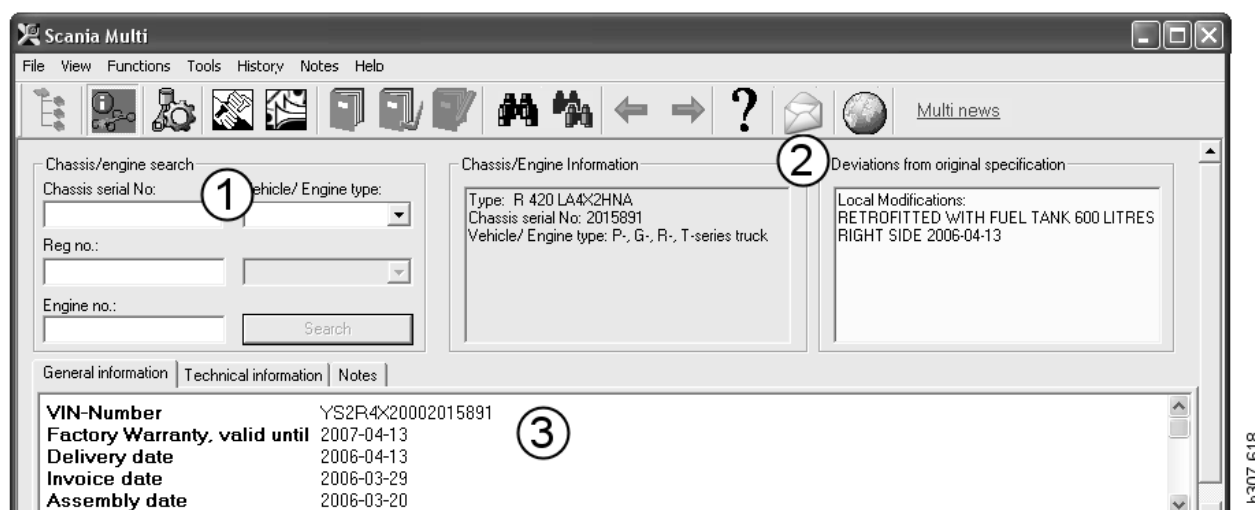 Scania Multi
File View Functions Tools History Notes Help
? Multi news
Chassis/engine search
Chassis serial No: 1 Vehicle/ Engine type:
Reg no.:
Engine no.:
Search
Chassis/Engine Information
Type: R 420 LA4X2HNA
Chassis serial No: 2015891
Vehicle/ Engine type: P-, G-, R-, T-series truck
2
Deviations from original specification
Local Modifications:
RETROFITTED WITH FUEL TANK 600 LITRES
RIGHT SIDE 2006-04-13
General information Technical information Notes
VIN-Number YS2R4X20002015891
Factory Warranty, valid until 2007-04-13
Delivery date 2006-04-13
Invoice date 2006-03-29
Assembly date 2006-03-20
3
b307 618